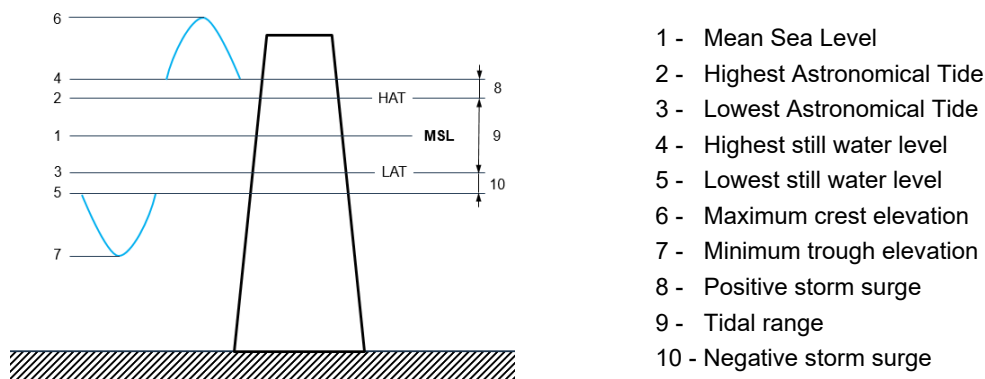 6
4
8
2
HAT
1
MSL
9
3
LAT
5
10
7
1 - Mean Sea Level
2 - Highest Astronomical Tide
3 - Lowest Astronomical Tide
4 - Highest still water level
5 - Lowest still water level
6 - Maximum crest elevation
7 - Minimum trough elevation
8 - Positive storm surge
9 - Tidal range
10 - Negative storm surge